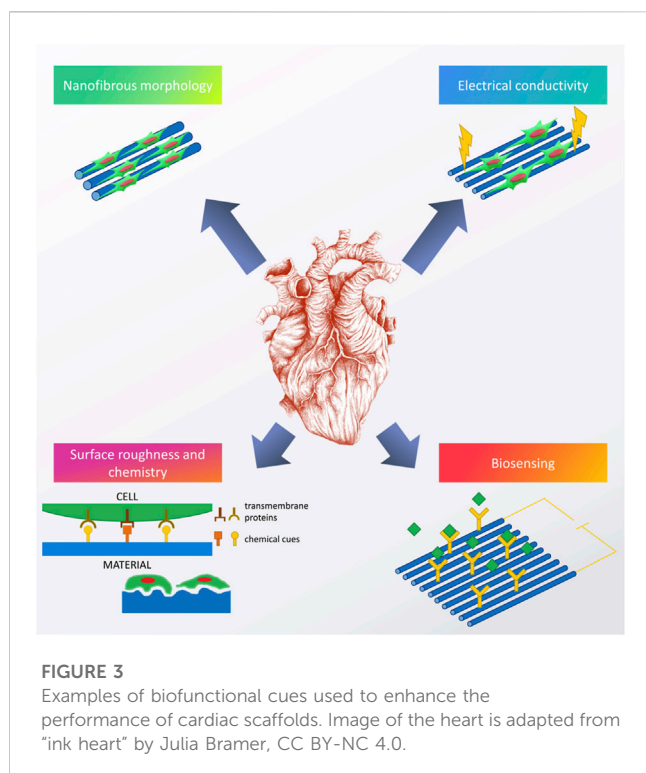 Nanofibrous morphology
Electrical conductivity
Surface roughness and
chemistry
CELL
transmembrane
proteins
chemical cues
MATERIAL
Biosensing
FIGURE 3
Examples of biofunctional cues used to enhance the
performance of cardiac scaffolds. Image of the heart is adapted from
“ink heart” by Julia Bramer, CC BY-NC 4.0.